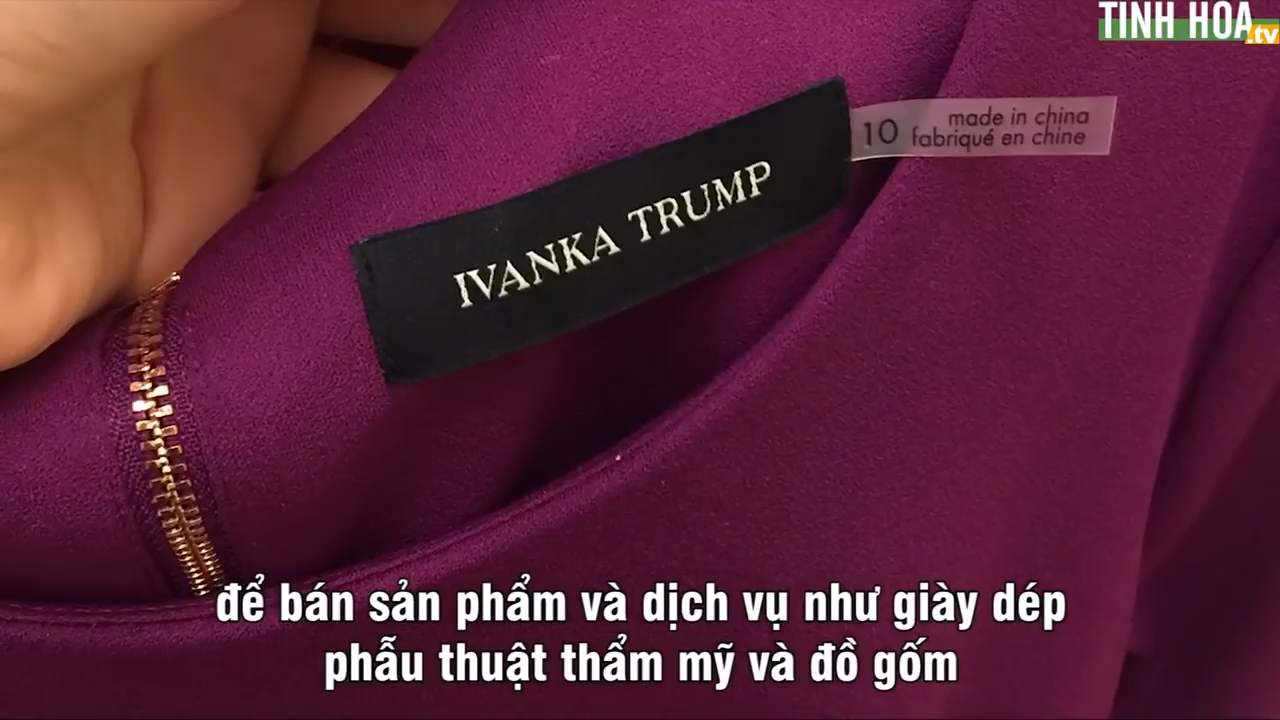 TINH HOA
.tv
made in china
10 fabriqué en chine
IVANKA TRUMP
để bán sản phẩm và dịch vụ như giày dép
phẫu thuật thẩm mỹ và đồ gốm